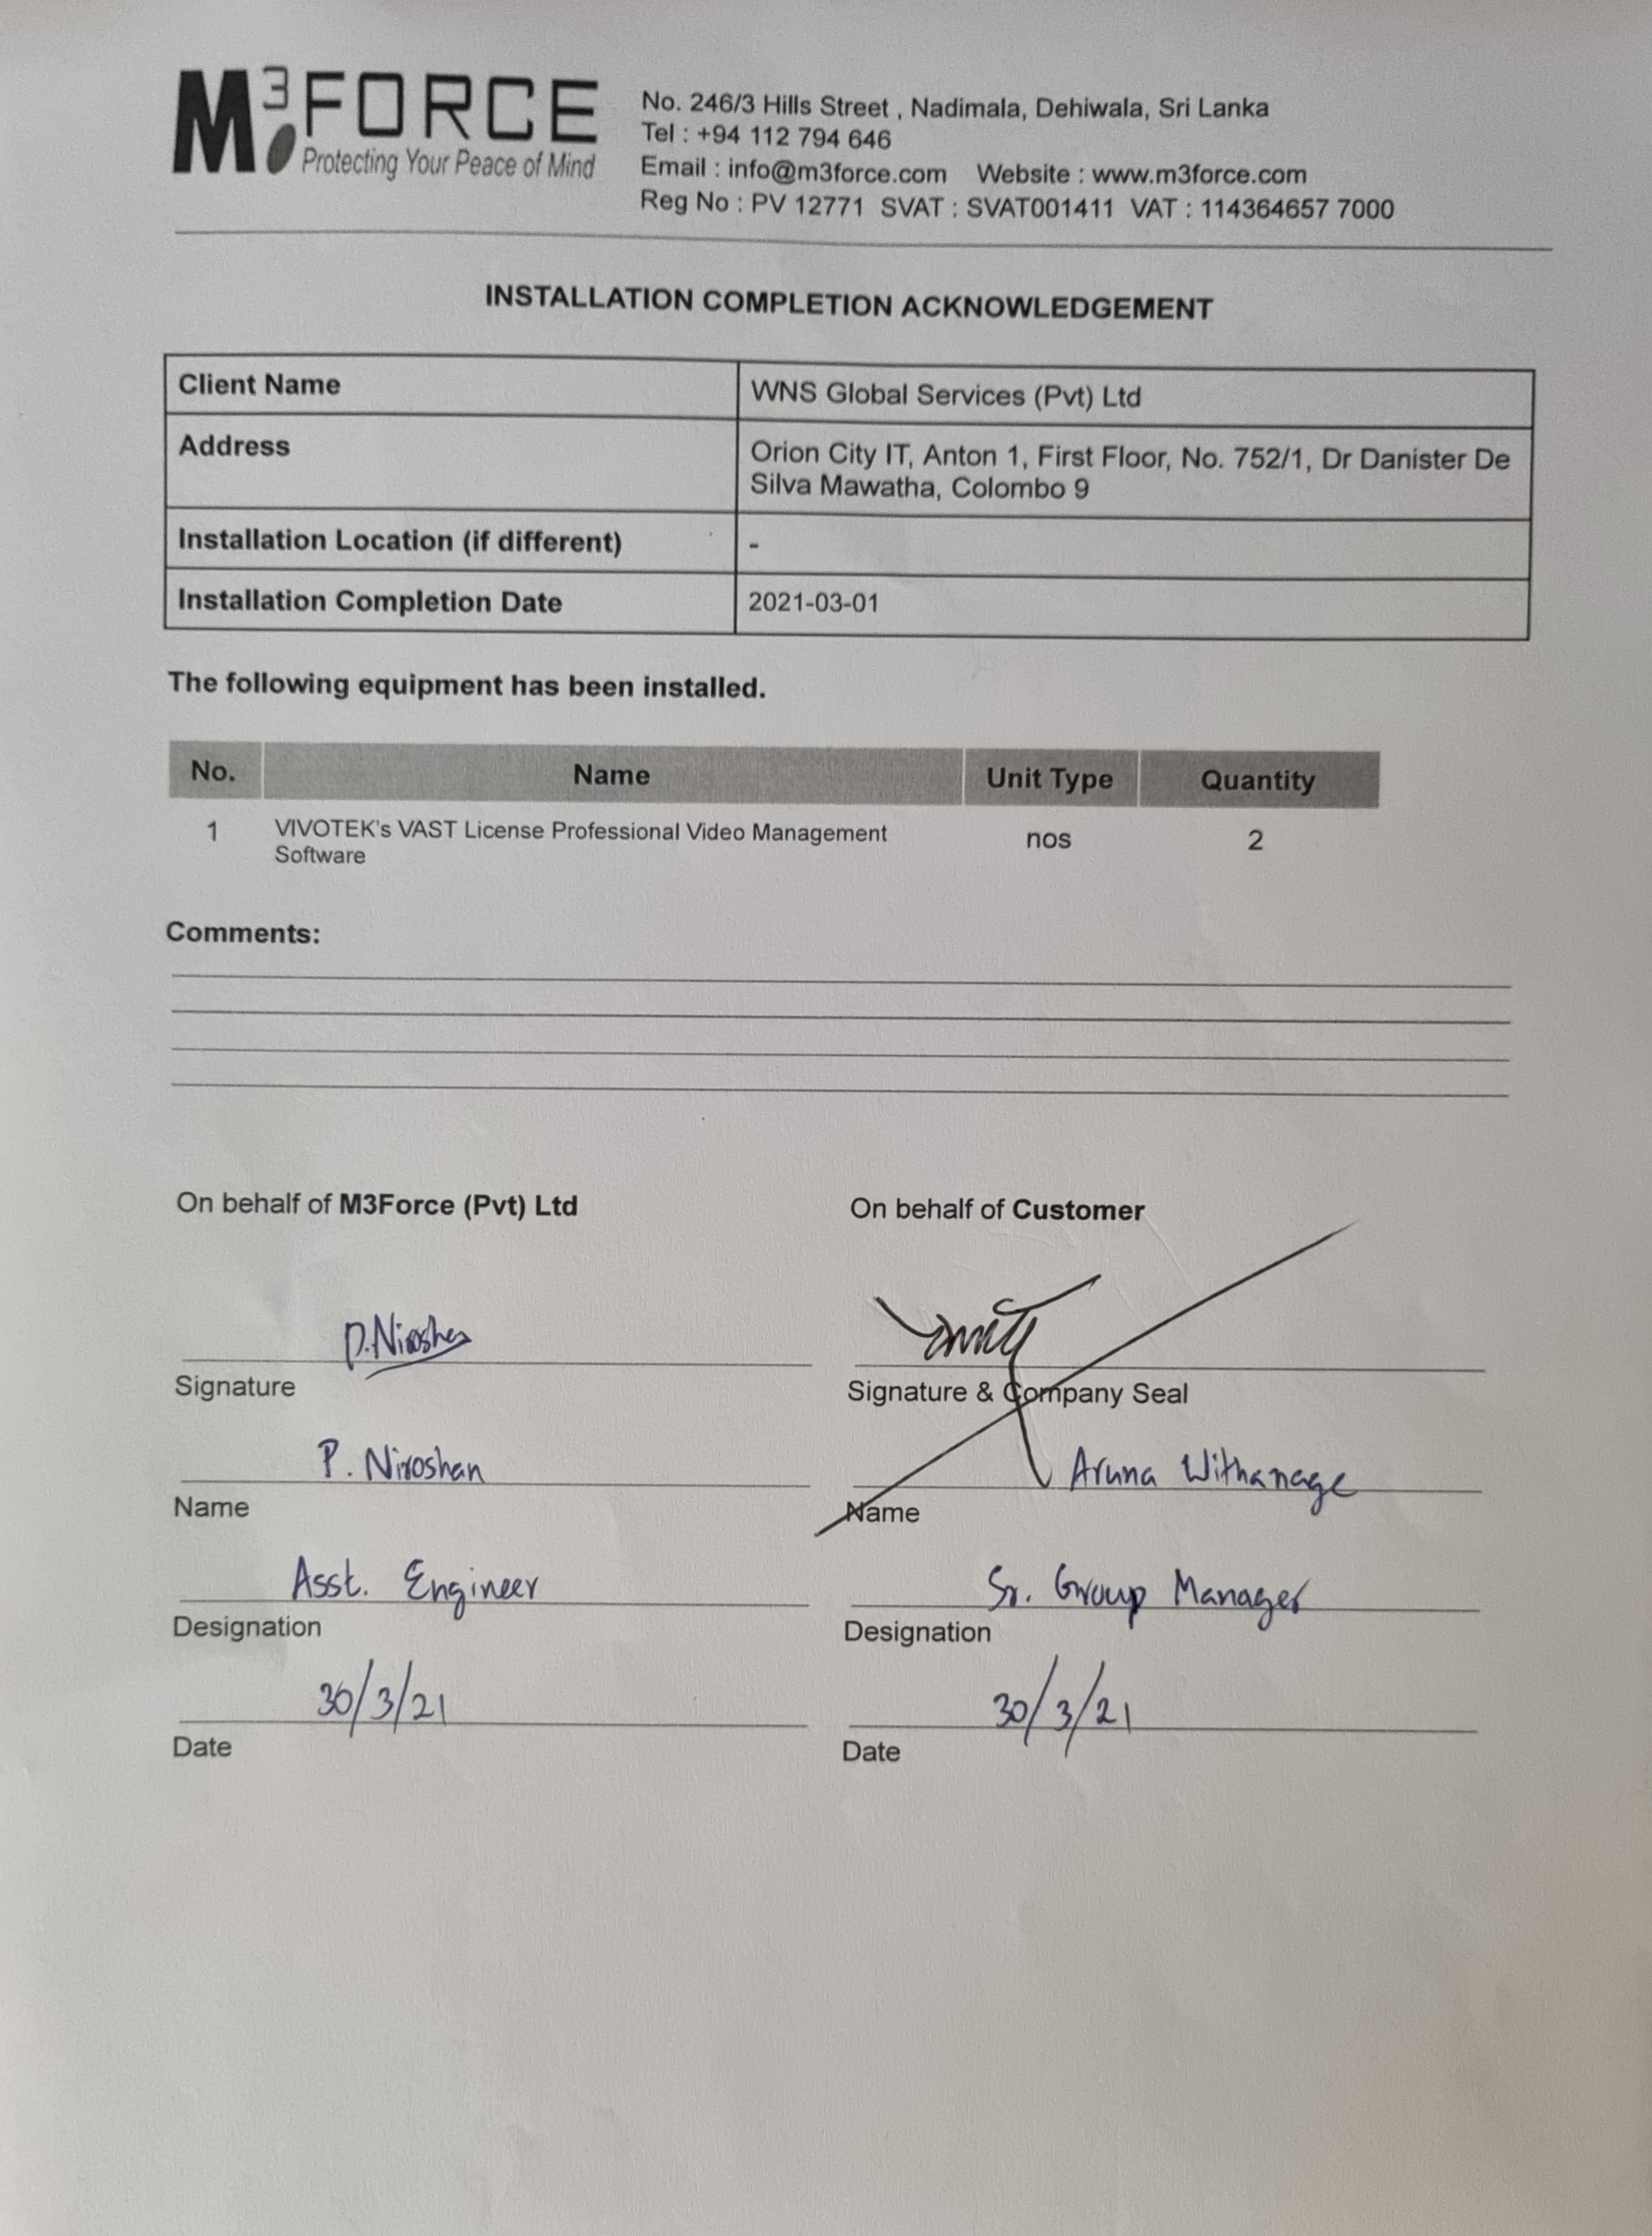 M³FORCE
Protecting Your Peace of Mind
No. 246/3 Hills Street , Nadimala, Dehiwala, Sri Lanka
Tel : +94 112 794 646
Email : info@m3force.com Website : www.m3force.com
Reg No : PV 12771 SVAT : SVAT001411 VAT : 114364657 7000
INSTALLATION COMPLETION ACKNOWLEDGEMENT
Client Name WNS Global Services (Pvt) Ltd
Address Orion City IT, Anton 1, First Floor, No. 752/1, Dr Danister De
Silva Mawatha, Colombo 9
Installation Location (if different) -
Installation Completion Date 2021-03-01
The following equipment has been installed.
No. Name Unit Type Quantity
1 VIVOTEK's VAST License Professional Video Management nos 2
Software
Comments:
On behalf of M3Force (Pvt) Ltd On behalf of Customer
P.Niroshan
Signature Signature & Company Seal
P. Niroshan Aruna Withanage
Name Name
Asst. Engineer Sr. Group Manager
Designation Designation
30/3/21 30/3/21
Date Date